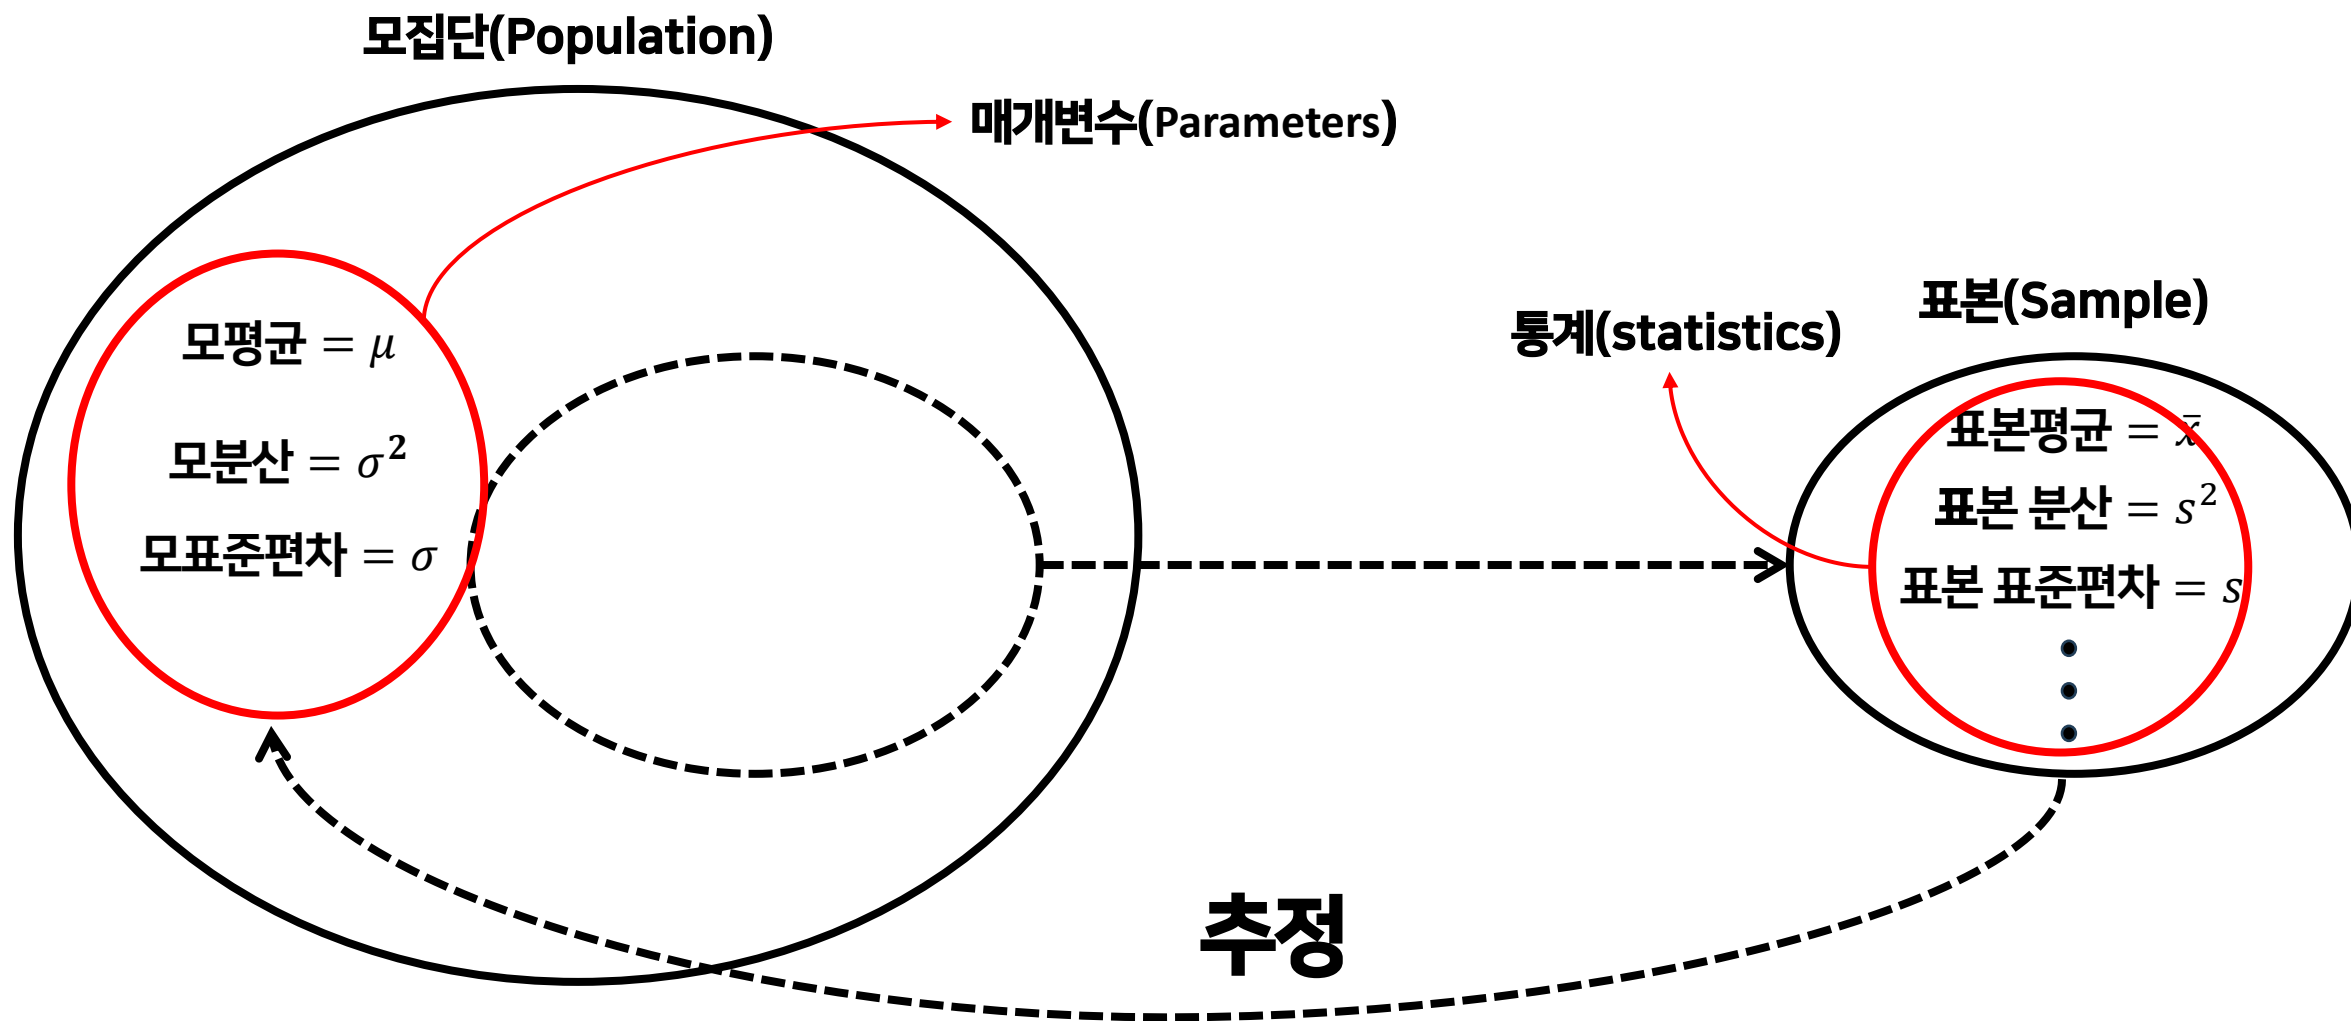 모집단(Population)
매개변수(Parameters)
모평균 = μ
모분산 = σ²
모표준편차 = σ
통계(statistics)
표본(Sample)
표본평균 = x̄
표본 분산 = s²
표본 표준편차 = s
추정